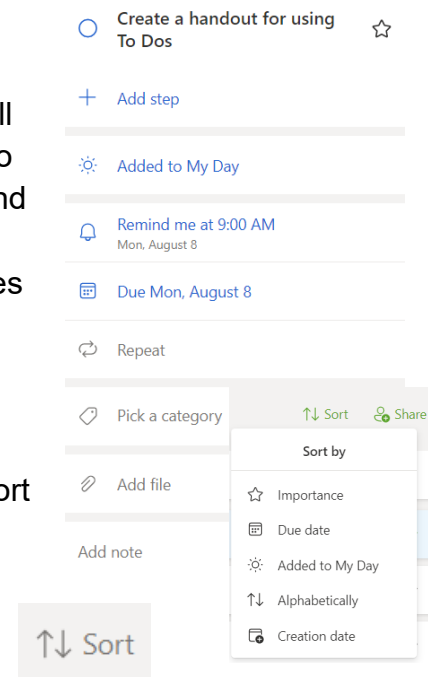 Create a handout for using
To Dos
Add step
Added to My Day
Remind me at 9:00 AM
Mon, August 8
Due Mon, August 8
Repeat
Pick a category
Sort
Share
Sort by
Add file
Importance
Due date
Add note
Added to My Day
Alphabetically
Creation date
Sort